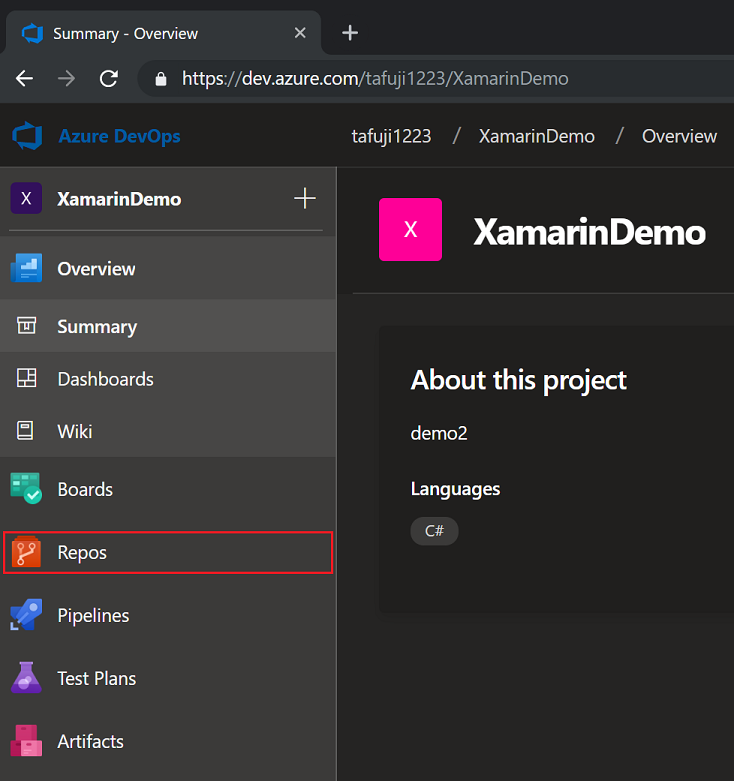 Summary - Overview
https://dev.azure.com/tafuji1223/XamarinDemo
Azure DevOps
tafuji1223 / XamarinDemo / Overview
X XamarinDemo
Overview
Summary
Dashboards
Wiki
Boards
Repos
Pipelines
Test Plans
Artifacts
X XamarinDemo
About this project
demo2
Languages
C#